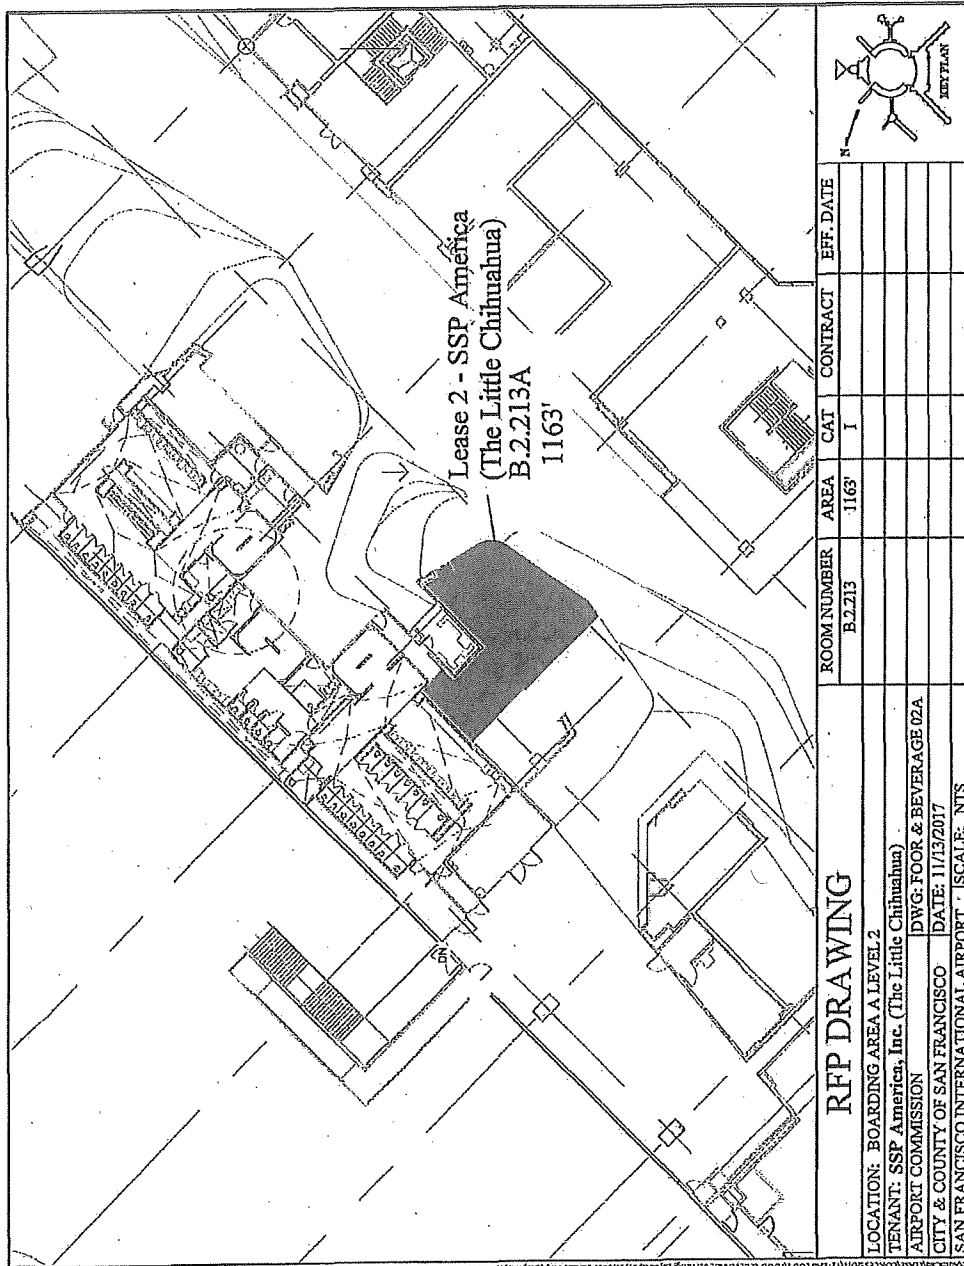 Lease 2 - SSP America
(The Little Chihuahua)
B.2.213A
1163'
RFP DRAWING
LOCATION: BOARDING AREA A LEVEL 2
TENANT: SSP America, Inc. (The Little Chihuahua)
AIRPORT COMMISSION DWG: FOOR & BEVERAGE 02A
CITY & COUNTY OF SAN FRANCISCO DATE: 11/13/2017
SAN FRANCISCO INTERNATIONAL AIRPORT SCALE: NTS
ROOM NUMBER AREA CAT CONTRACT EFF. DATE
B.2.213 1163' I
N
KEY PLAN